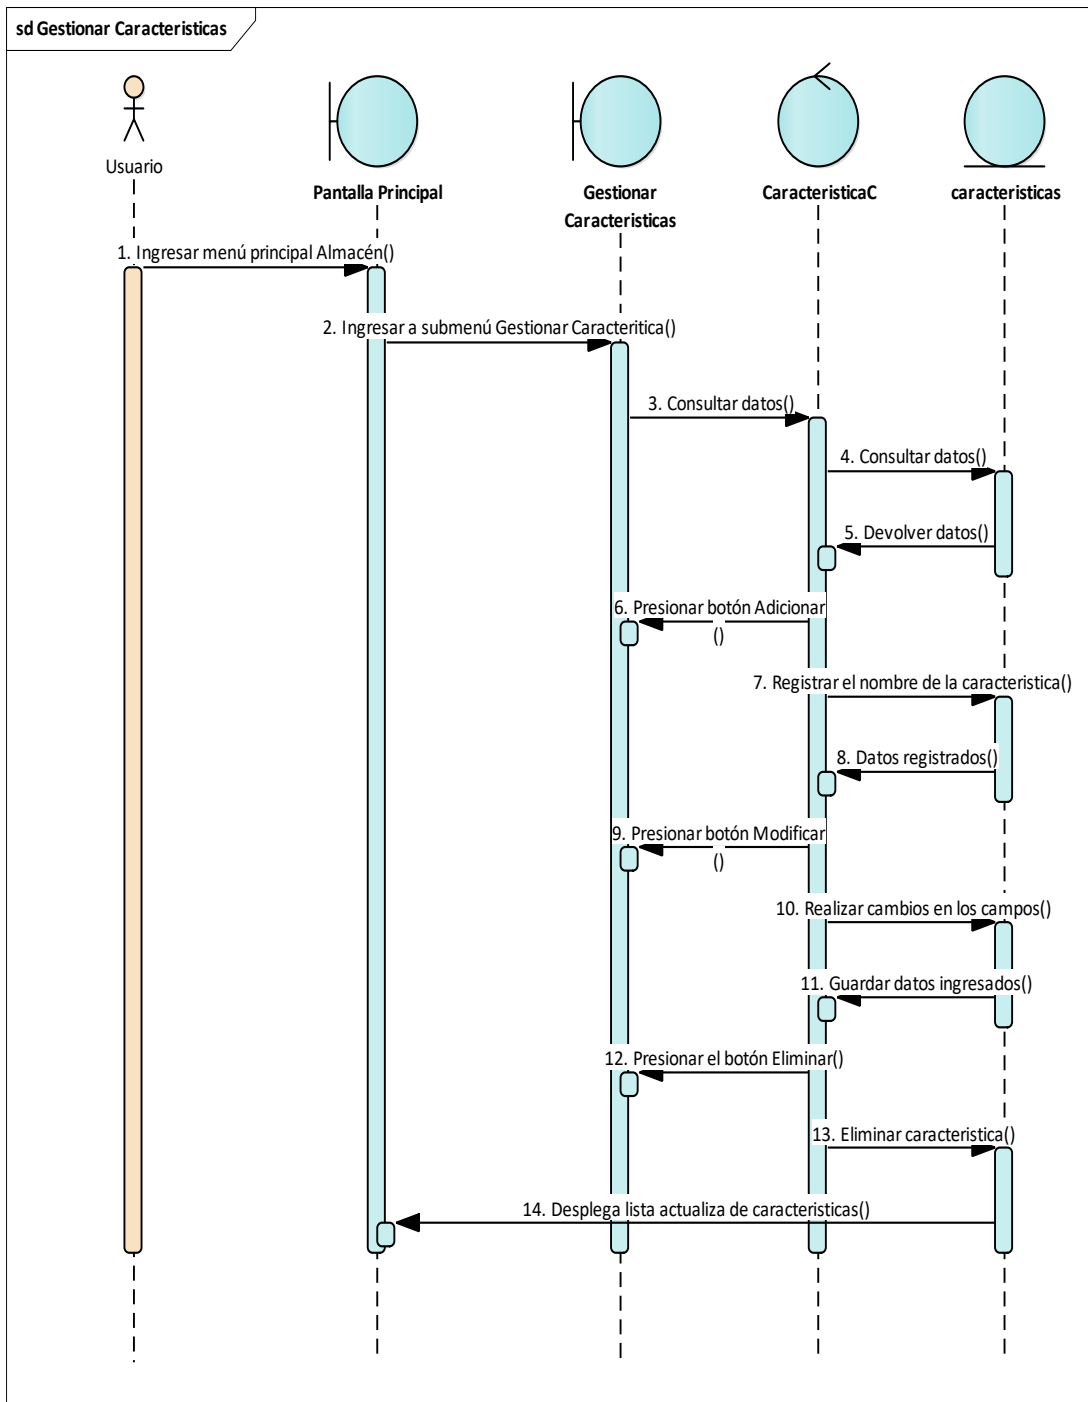 sd Gestionar Caracteristicas
Usuario
Pantalla Principal
Gestionar
Caracteristicas
CaracteristicaC
caracteristicas
1. Ingresar menú principal Almacén()
2. Ingresar a submenú Gestionar Caracteritica()
3. Consultar datos()
4. Consultar datos()
5. Devolver datos()
6. Presionar botón Adicionar
()
7. Registrar el nombre de la caracteristica()
8. Datos registrados()
9. Presionar botón Modificar
()
10. Realizar cambios en los campos()
11. Guardar datos ingresados()
12. Presionar el botón Eliminar()
13. Eliminar caracteristica()
14. Desplega lista actualiza de caracteristicas()